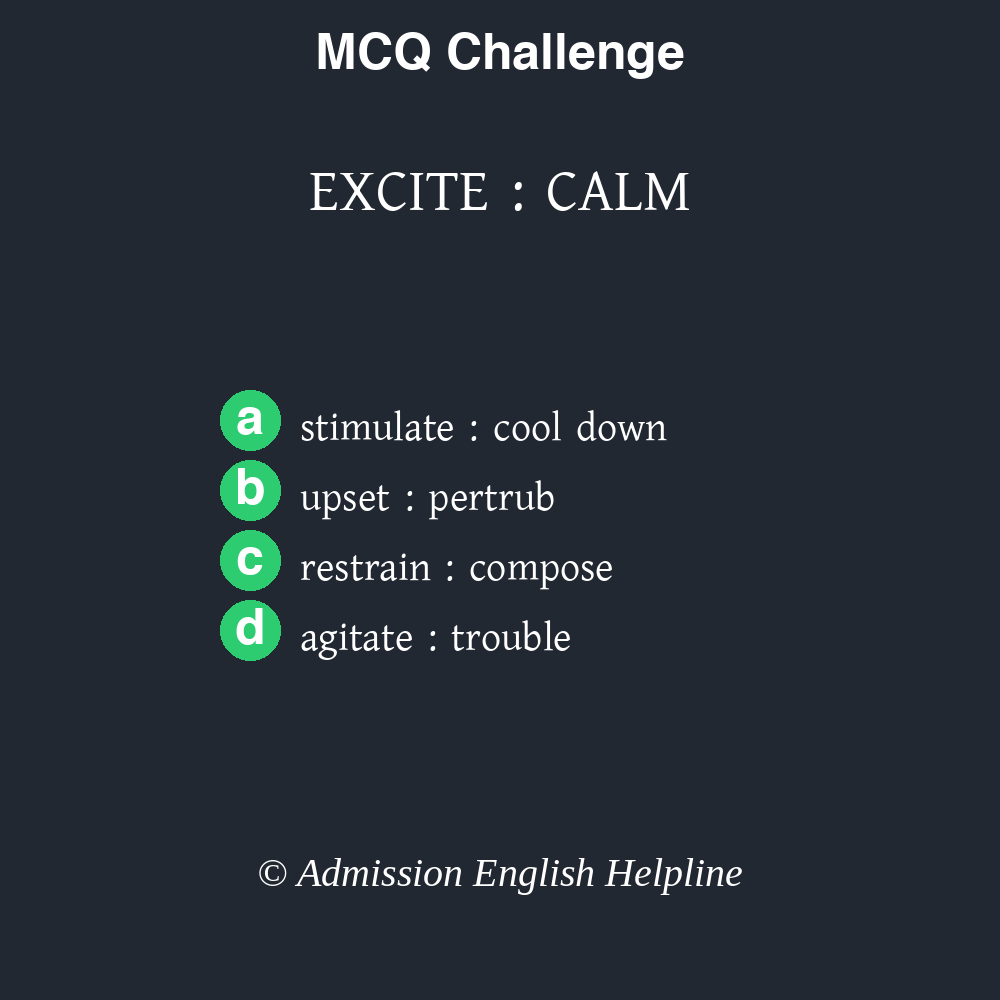 MCQ Challenge
EXCITE : CALM
a stimulate : cool down
b upset : pertrub
c restrain : compose
d agitate : trouble
© Admission English Helpline